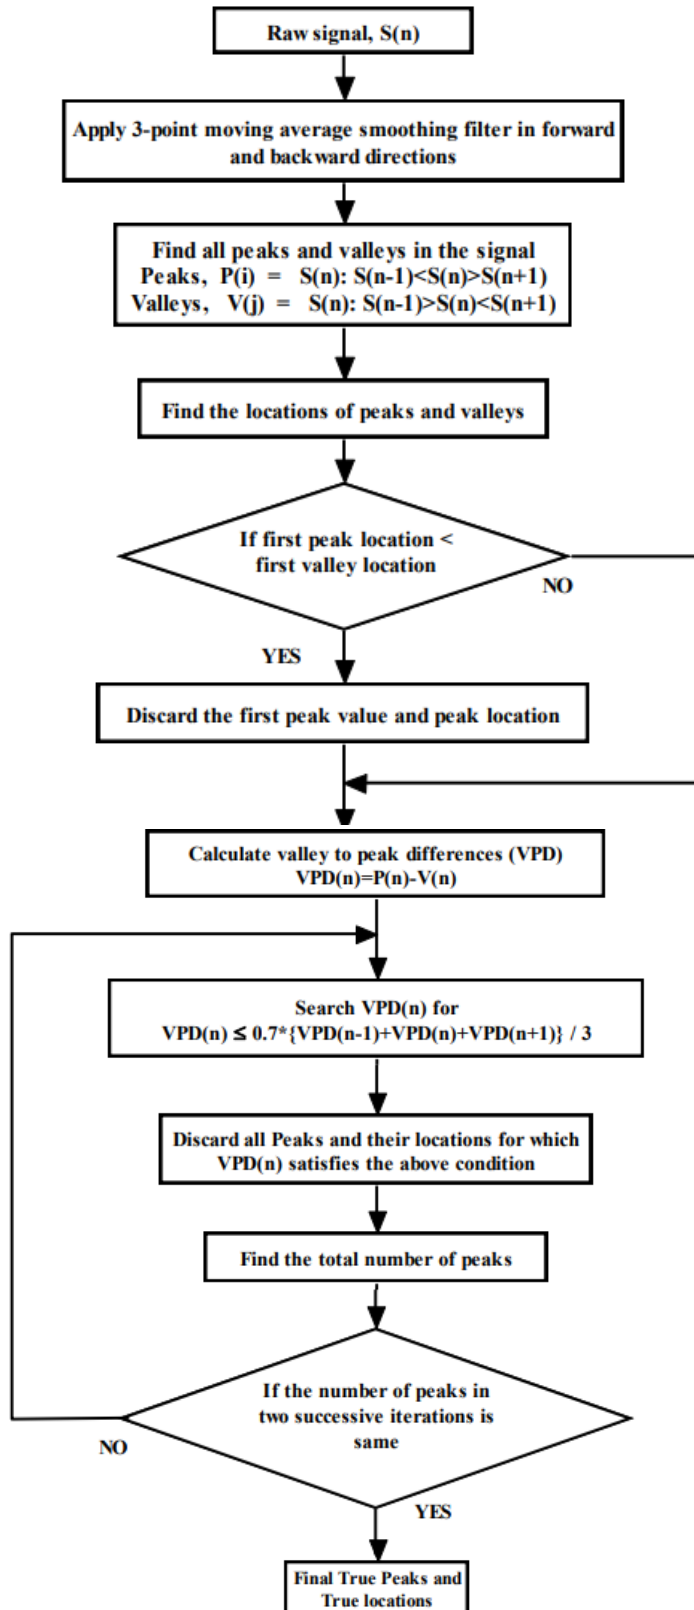 Raw signal, S(n)
Apply 3-point moving average smoothing filter in forward
and backward directions
Find all peaks and valleys in the signal
Peaks, P(i) = S(n): S(n-1)<S(n)>S(n+1)
Valleys, V(j) = S(n): S(n-1)>S(n)<S(n+1)
Find the locations of peaks and valleys
If first peak location <
first valley location
NO
YES
Discard the first peak value and peak location
Calculate valley to peak differences (VPD)
VPD(n)=P(n)-V(n)
Search VPD(n) for
VPD(n) ≤ 0.7*{VPD(n-1)+VPD(n)+VPD(n+1)} / 3
Discard all Peaks and their locations for which
VPD(n) satisfies the above condition
Find the total number of peaks
If the number of peaks in
two successive iterations is
same
NO
YES
Final True Peaks and
True locations